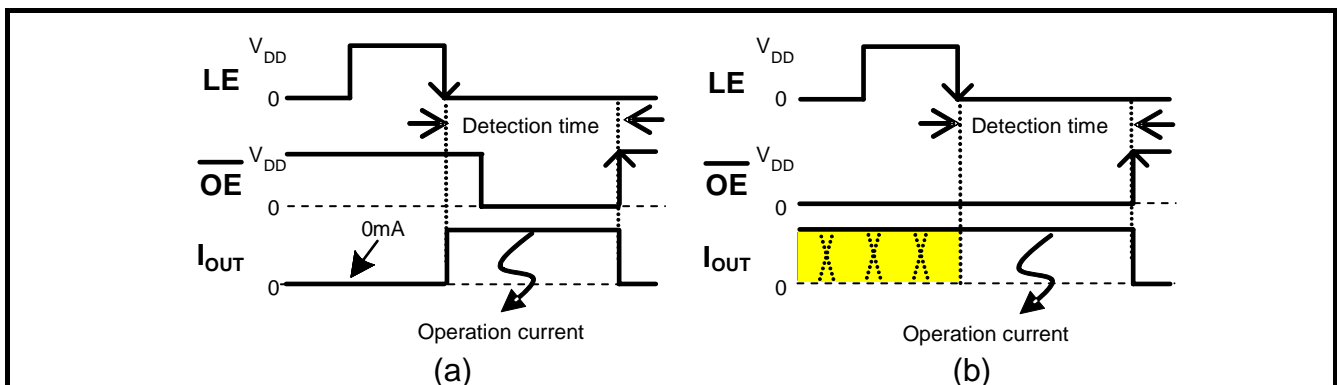 V_DD
LE
0
Detection time
V_DD
OE
0
0mA
I_OUT
0
Operation current
(a)
V_DD
LE
0
Detection time
V_DD
OE
0
I_OUT
0
Operation current
(b)